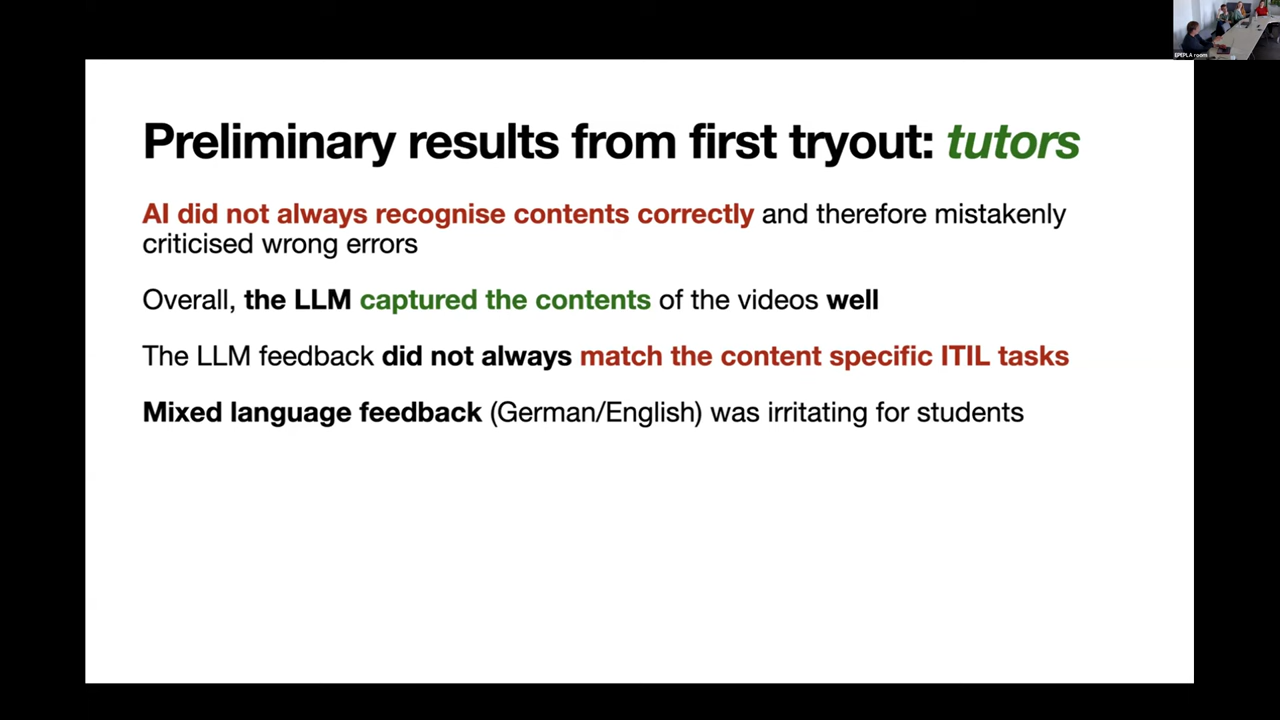 EPEPLA room
Preliminary results from first tryout: tutors
AI did not always recognise contents correctly and therefore mistakenly
criticised wrong errors
Overall, the LLM captured the contents of the videos well
The LLM feedback did not always match the content specific ITIL tasks
Mixed language feedback (German/English) was irritating for students